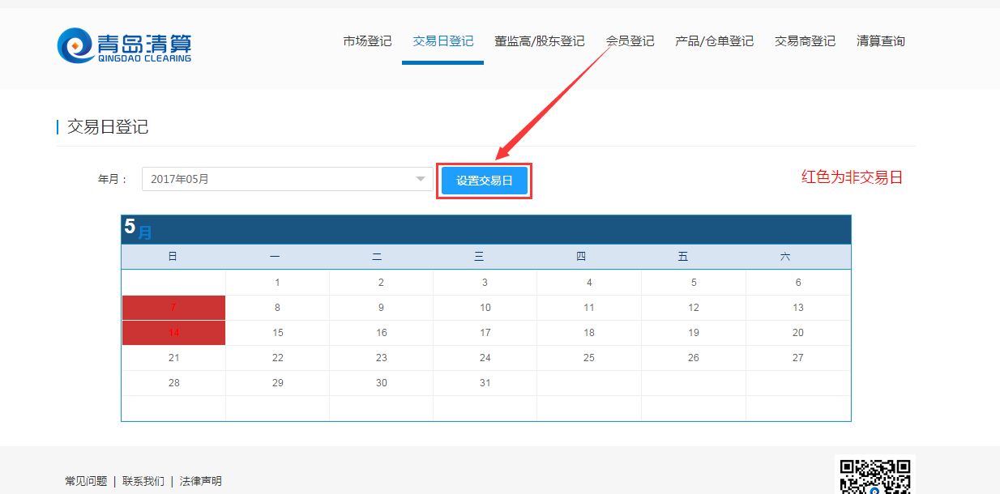 青岛清算
QINGDAO CLEARING
市场登记 交易日登记 董监高/股东登记 会员登记 产品/仓单登记 交易商登记 清算查询
交易日登记
年月： 2017年05月 设置交易日 红色为非交易日
5 月
日 一 二 三 四 五 六
1 2 3 4 5 6
7 8 9 10 11 12 13
14 15 16 17 18 19 20
21 22 23 24 25 26 27
28 29 30 31
常见问题 | 联系我们 | 法律声明